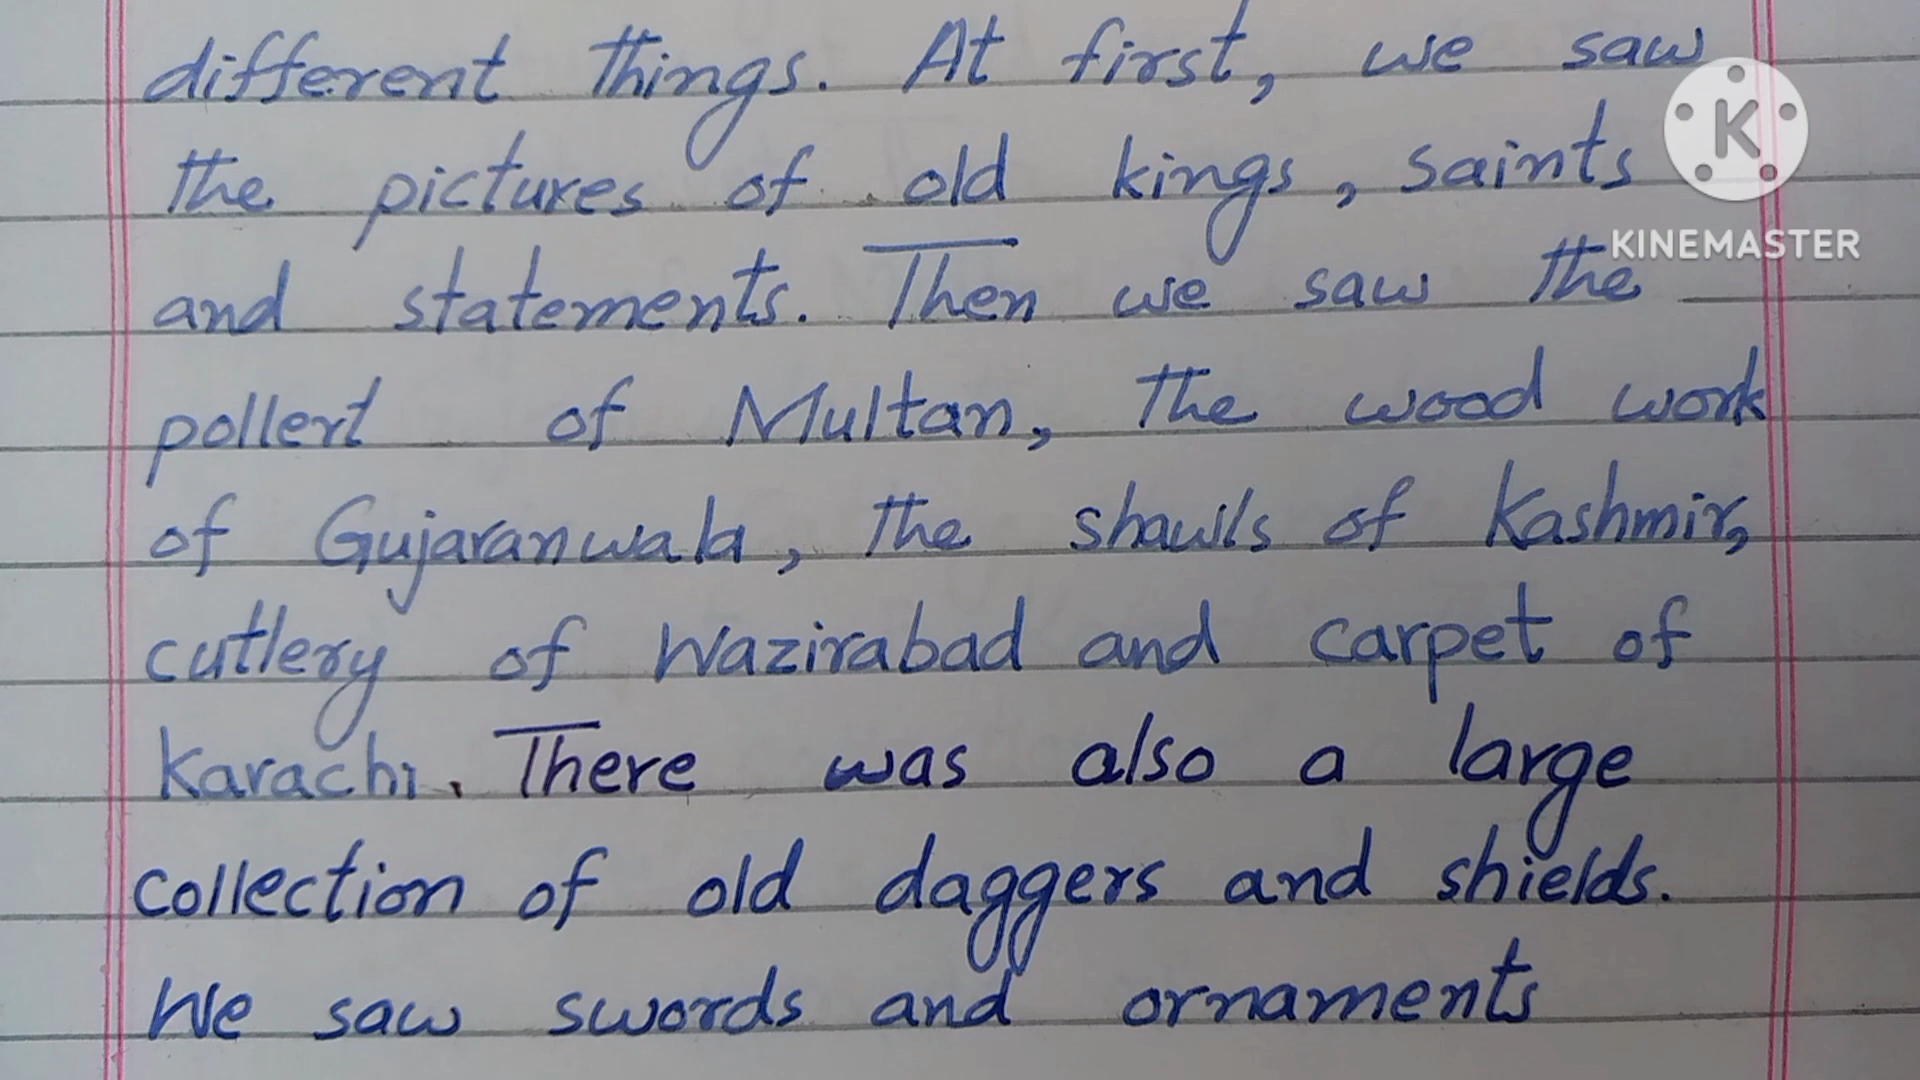 different things. At first, we saw
the pictures of old kings, saints
KINEMASTER
and statements. Then we saw the
pollert of Multan, the wood work
of Gujaranwala, the shawls of Kashmir,
cutlery of Wazirabad and carpet of
Karachi. There was also a large
collection of old daggers and shields.
We saw swords and ornaments